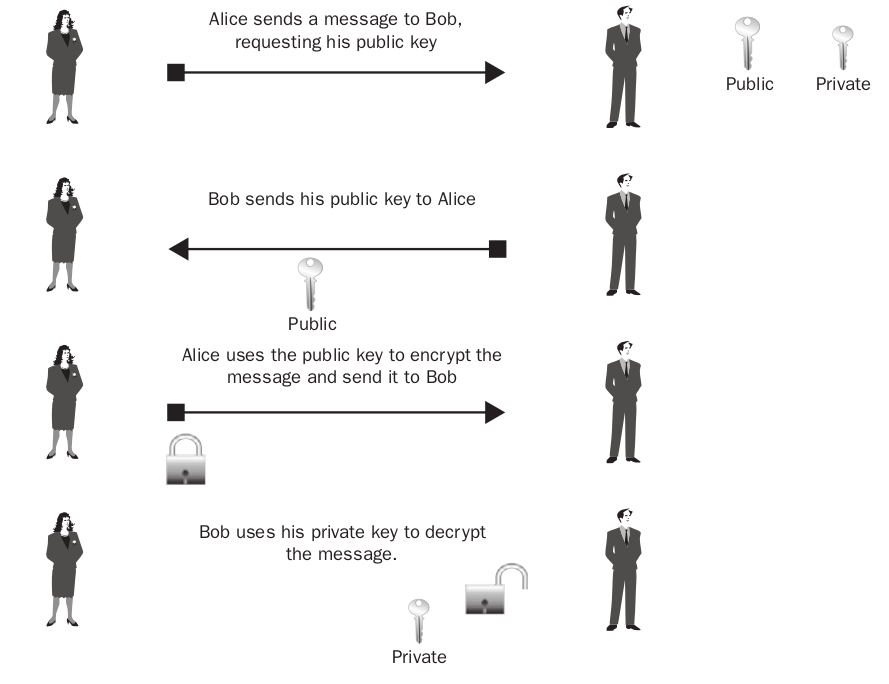 Alice sends a message to Bob,
requesting his public key
Public
Private
Bob sends his public key to Alice
Public
Alice uses the public key to encrypt the
message and send it to Bob
Bob uses his private key to decrypt
the message.
Private